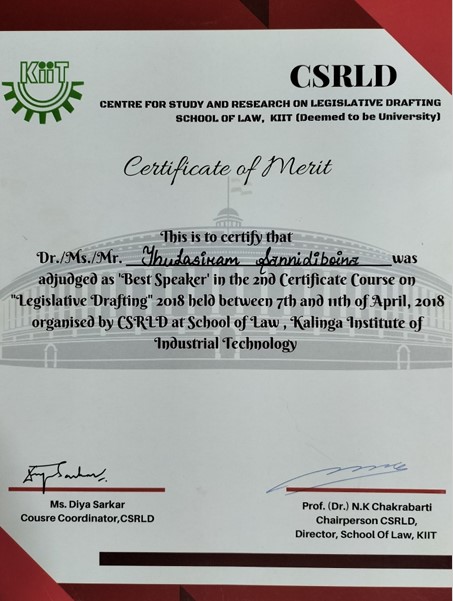 KiiT
CSRLD
CENTRE FOR STUDY AND RESEARCH ON LEGISLATIVE DRAFTING
SCHOOL OF LAW, KIIT (Deemed to be University)
Certificate of Merit
This is to certify that
Dr./Ms./Mr. Thulasiram Sannidiboina was
adjudged as 'Best Speaker' in the 2nd Certificate Course on
"Legislative Drafting" 2018 held between 7th and 11th of April, 2018
organised by CSRLD at School of Law , Kalinga Institute of
Industrial Technology
Ms. Diya Sarkar
Cousre Coordinator,CSRLD
Prof. (Dr.) N.K Chakrabarti
Chairperson CSRLD,
Director, School Of Law, KIIT